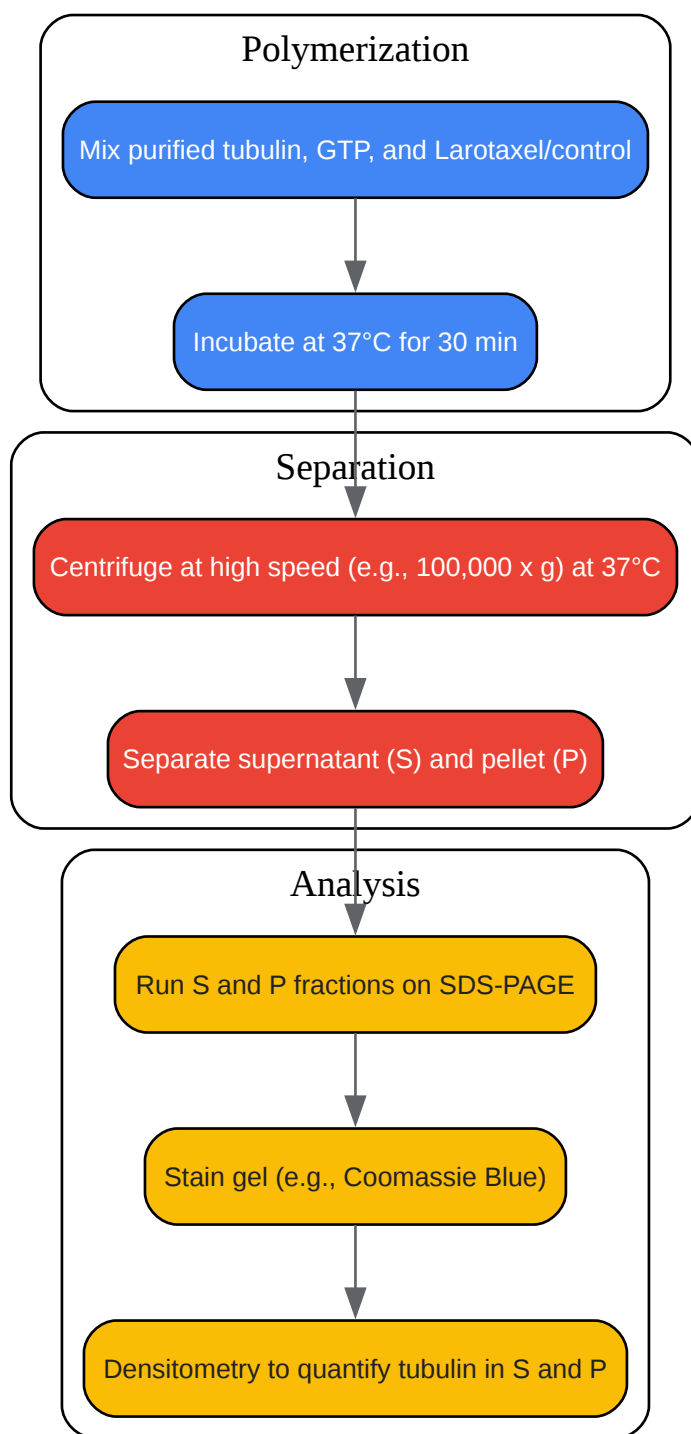 Polymerization
Mix purified tubulin, GTP, and Larotaxel/control
Incubate at 37°C for 30 min
Separation
Centrifuge at high speed (e.g., 100,000 x g) at 37°C
Separate supernatant (S) and pellet (P)
Analysis
Run S and P fractions on SDS-PAGE
Stain gel (e.g., Coomassie Blue)
Densitometry to quantify tubulin in S and P